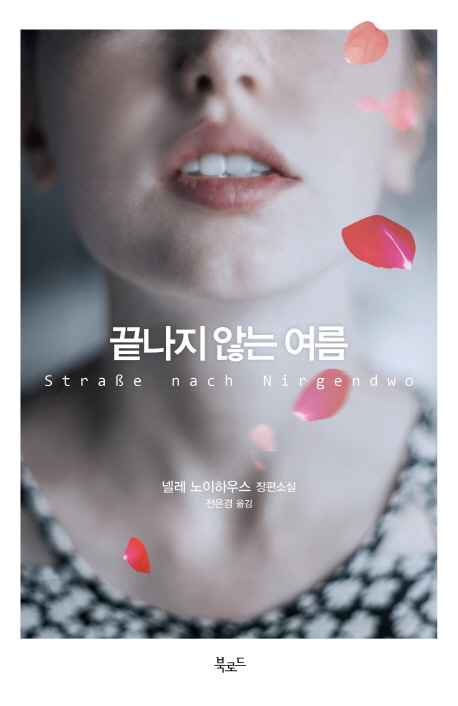 끝나지 않는 여름
Straße nach Nirgendwo
넬레 노이하우스 장편소설
전은경 옮김
북로드